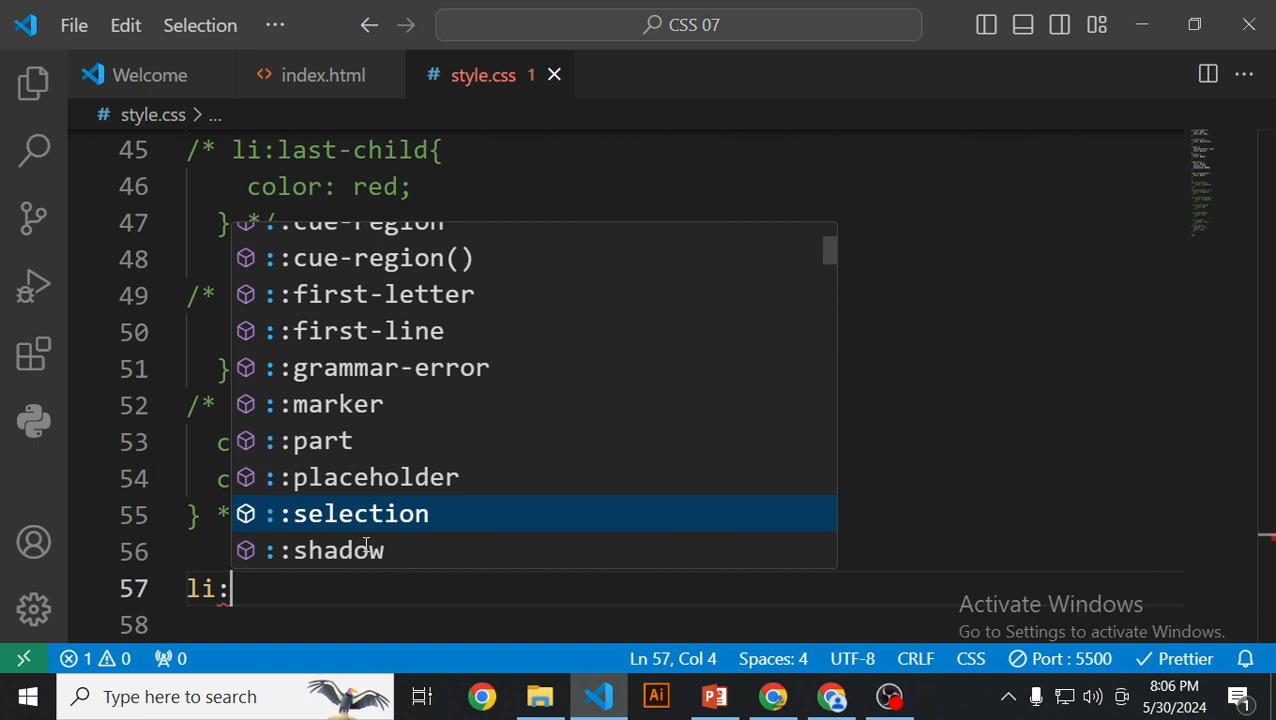 File Edit Selection ··· CSS 07
Welcome index.html style.css 1
# style.css > ...
45 /* li:last-child{
46 color: red;
47 } */
::cue-region
48 ::cue-region()
49 /* ::first-letter
50 ::first-line
51 } ::grammar-error
52 /* ::marker
53 c ::part
54 c ::placeholder
55 } * ::selection
56 ::shadow
57 li:
58
Activate Windows
Go to Settings to activate Windows.
1 0 0 Ln 57, Col 4 Spaces: 4 UTF-8 CRLF CSS Port : 5500 Prettier
Type here to search Ai 8:06 PM
5/30/2024 1